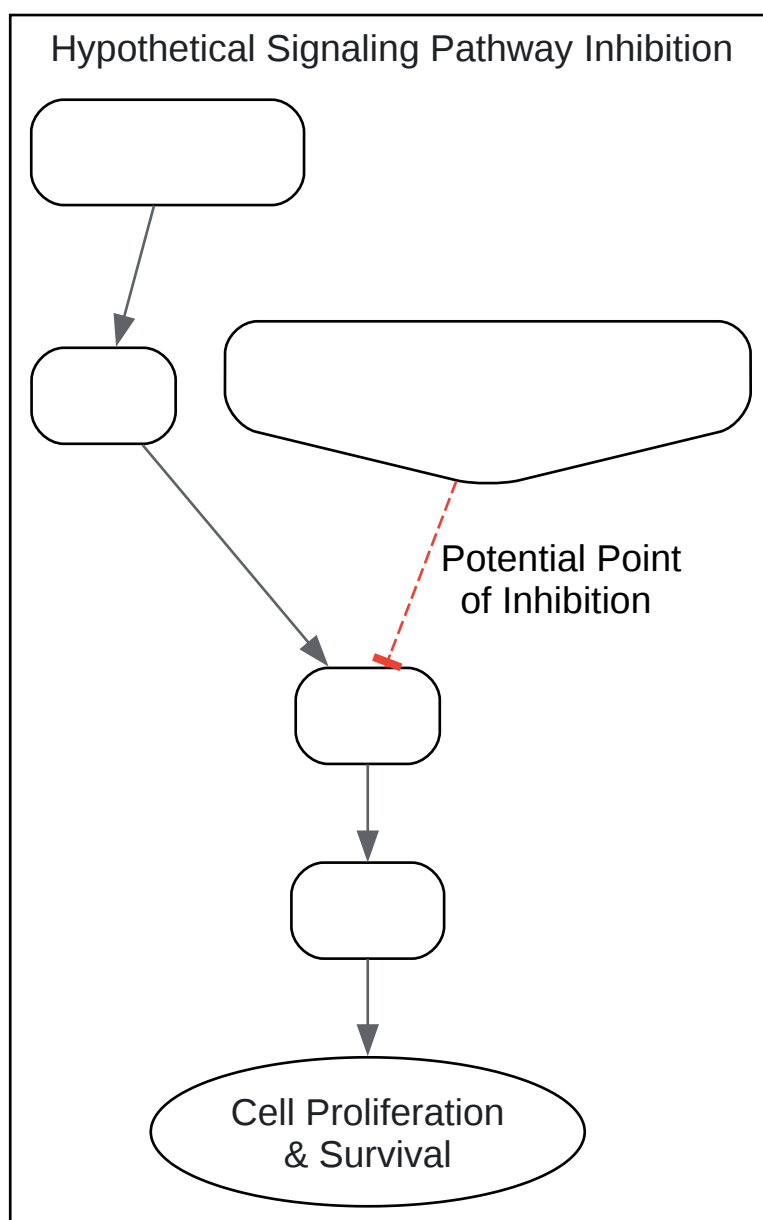 Hypothetical Signaling Pathway Inhibition
Potential Point
of Inhibition
Cell Proliferation
& Survival